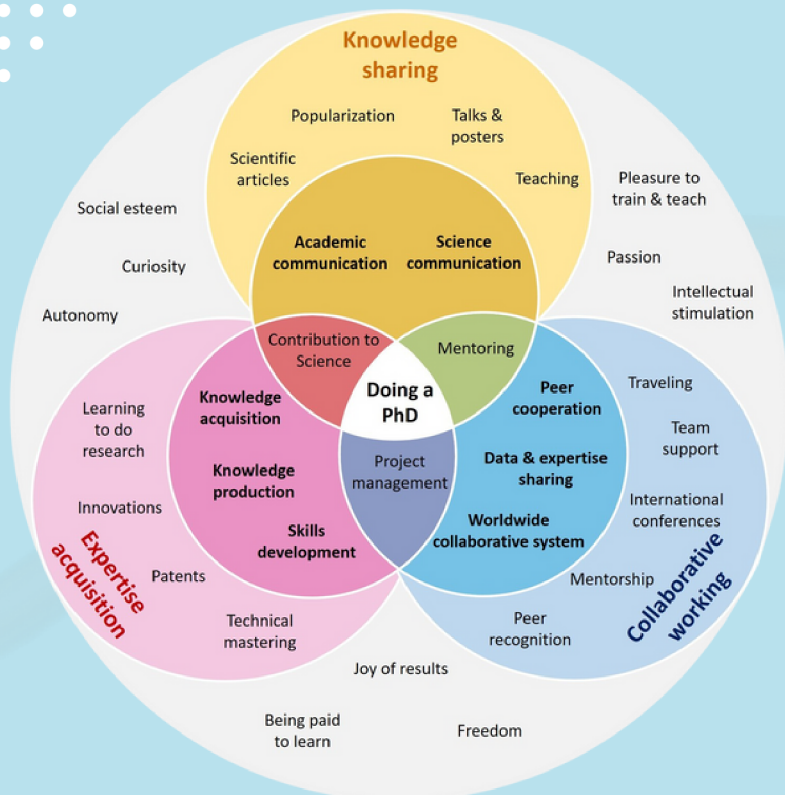 Knowledge
sharing
Popularization
Talks &
posters
Scientific
articles
Teaching
Pleasure to
train & teach
Social esteem
Academic
communication
Science
communication
Curiosity
Passion
Autonomy
Intellectual
stimulation
Contribution to
Science
Mentoring
Doing a
PhD
Knowledge
acquisition
Peer
cooperation
Traveling
Learning
to do
research
Team
support
Knowledge
production
Project
management
Data & expertise
sharing
Innovations
International
conferences
Skills
development
Worldwide
collaborative system
Expertise
acquisition
Patents
Mentorship
Collaborative
working
Technical
mastering
Peer
recognition
Joy of results
Being paid
to learn
Freedom